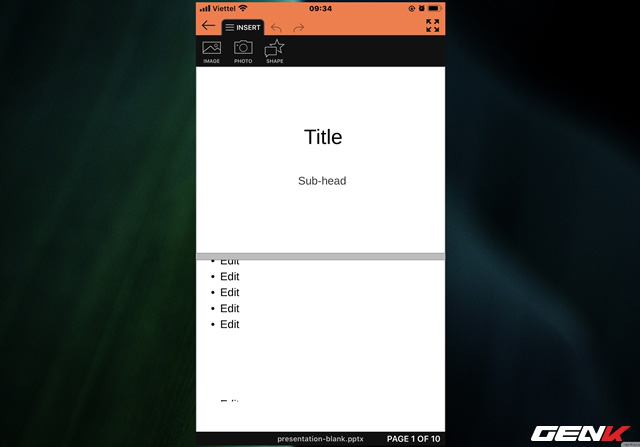 Viettel 09:34
INSERT
IMAGE PHOTO SHAPE
Title
Sub-head
• Edit
• Edit
• Edit
• Edit
• Edit
Edit
presentation-blank.pptx PAGE 1 OF 10
GENK